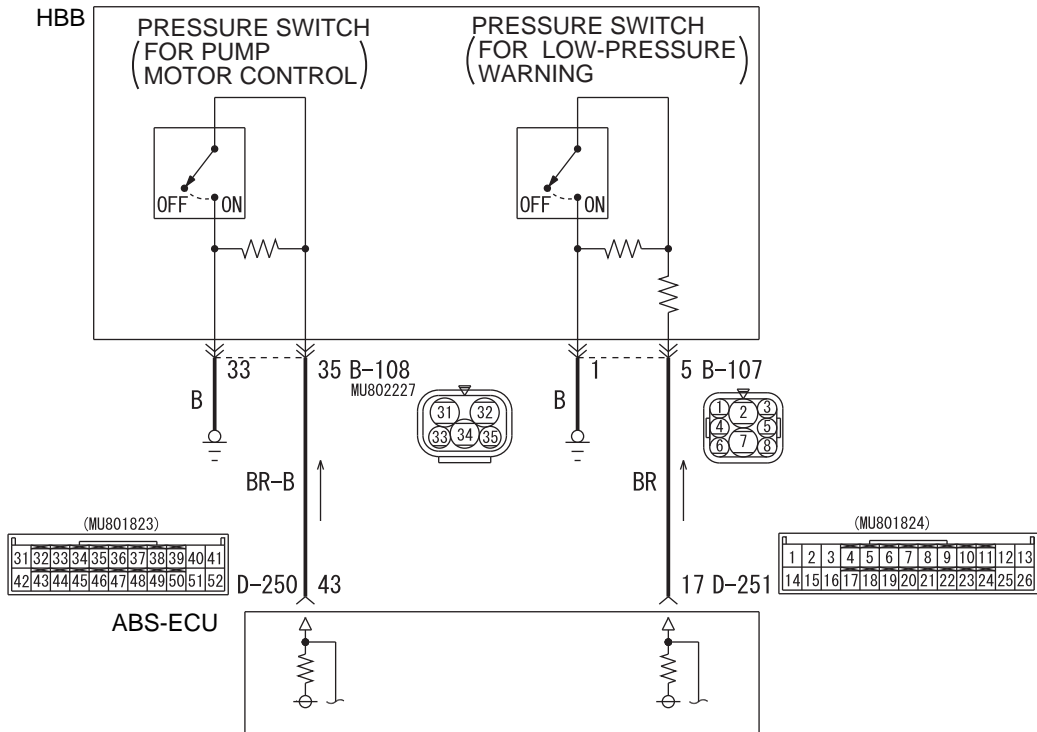 HBB
PRESSURE SWITCH
(FOR PUMP
MOTOR CONTROL)
PRESSURE SWITCH
(FOR LOW-PRESSURE
WARNING)
OFF ON
OFF ON
33
35 B-108
MU802227
1
5 B-107
B
B
31 32
33 34 35
1 2 3
4 5
6 7 8
BR-B
BR
(MU801823)
31 32 33 34 35 36 37 38 39 40 41
42 43 44 45 46 47 48 49 50 51 52
D-250 43
17 D-251
(MU801824)
1 2 3 4 5 6 7 8 9 10 11 12 13
14 15 16 17 18 19 20 21 22 23 24 25 26
ABS-ECU